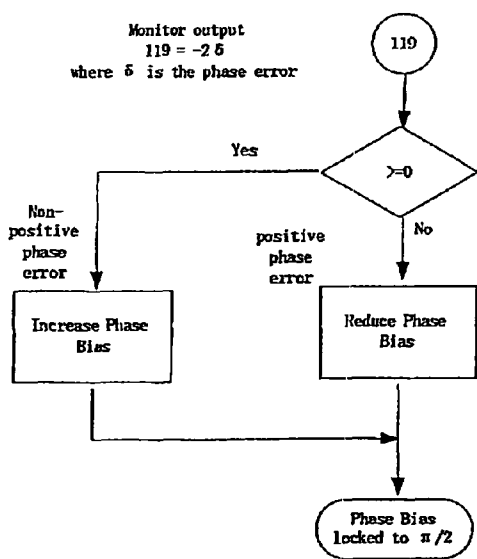 Monitor output
119 = -2 δ
where δ is the phase error
119
>=0
Yes
No
Non-
positive
phase
error
positive
phase
error
Increase Phase
Bias
Reduce Phase
Bias
Phase Bias
locked to π/2